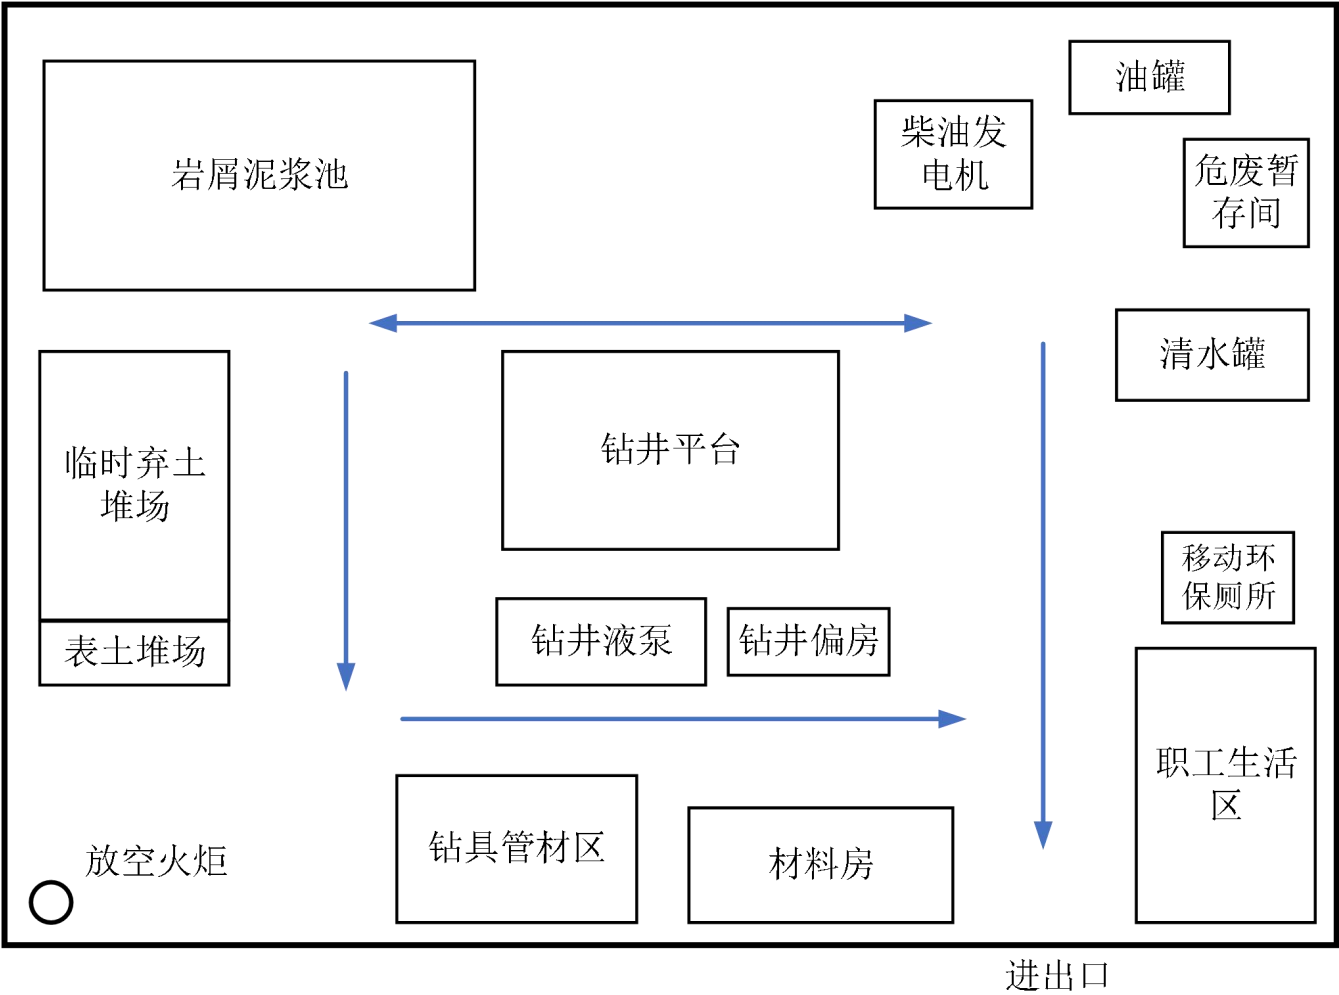 油罐
柴油发
电机
岩屑泥浆池
危废暂
存间
清水罐
钻井平台
临时弃土
堆场
移动环
保厕所
钻井液泵
钻井偏房
表土堆场
职工生活
区
钻具管材区
材料房
放空火炬
进出口